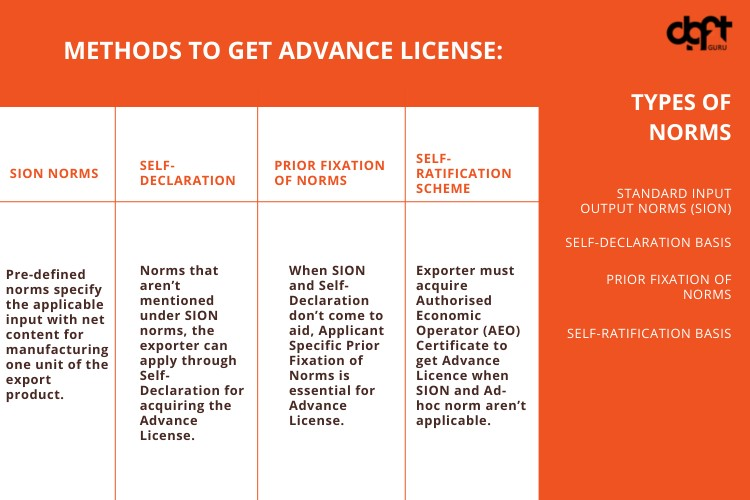 METHODS TO GET ADVANCE LICENSE:
dgft
GURU
TYPES OF
NORMS
SION NORMS
SELF-
DECLARATION
PRIOR FIXATION
OF NORMS
SELF-
RATIFICATION
SCHEME
Pre-defined
norms specify
the applicable
input with net
content for
manufacturing
one unit of the
export
product.
Norms that
aren’t
mentioned
under SION
norms, the
exporter can
apply through
Self-
Declaration for
acquiring the
Advance
License.
When SION
and Self-
Declaration
don’t come to
aid, Applicant
Specific Prior
Fixation of
Norms is
essential for
Advance
License.
Exporter must
acquire
Authorised
Economic
Operator (AEO)
Certificate to
get Advance
Licence when
SION and Ad-
hoc norm aren’t
applicable.
STANDARD INPUT
OUTPUT NORMS (SION)
SELF-DECLARATION BASIS
PRIOR FIXATION OF
NORMS
SELF-RATIFICATION BASIS